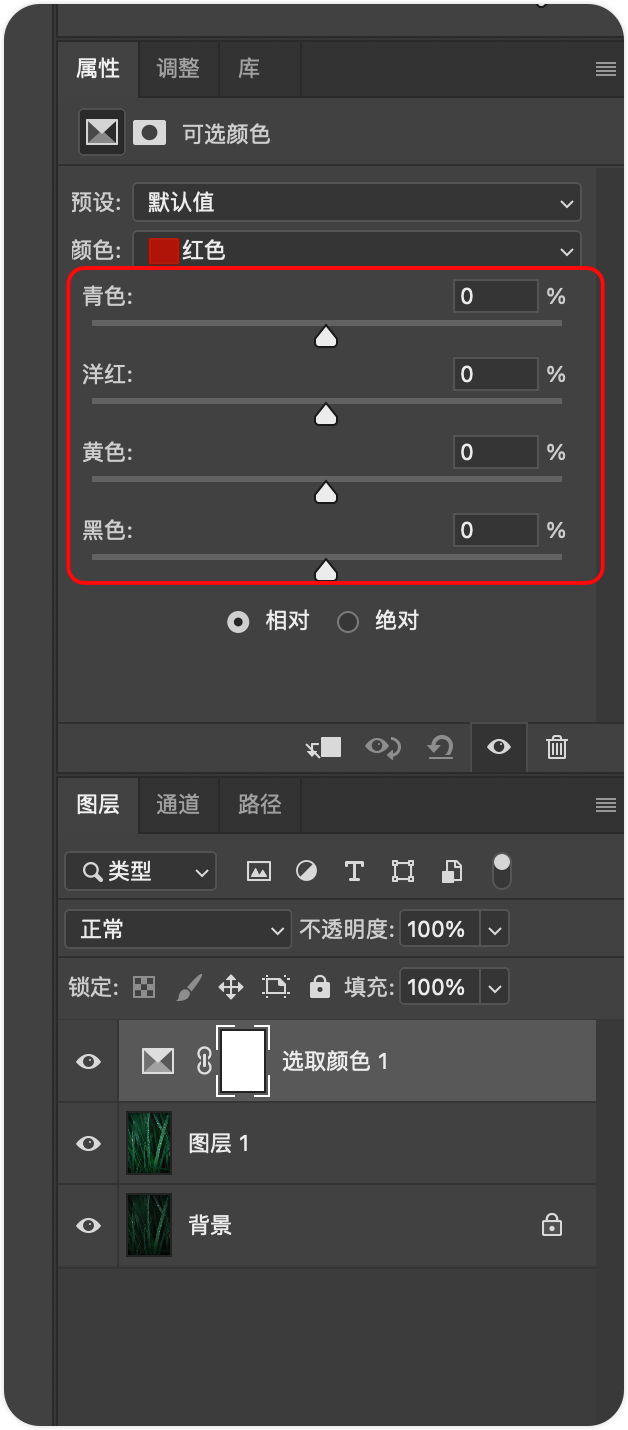 属性 调整 库
可选颜色
预设: 默认值
颜色: 红色
青色: 0 %
洋红: 0 %
黄色: 0 %
黑色: 0 %
相对 绝对
图层 通道 路径
类型
正常 不透明度: 100%
锁定: 填充: 100%
选取颜色 1
图层 1
背景